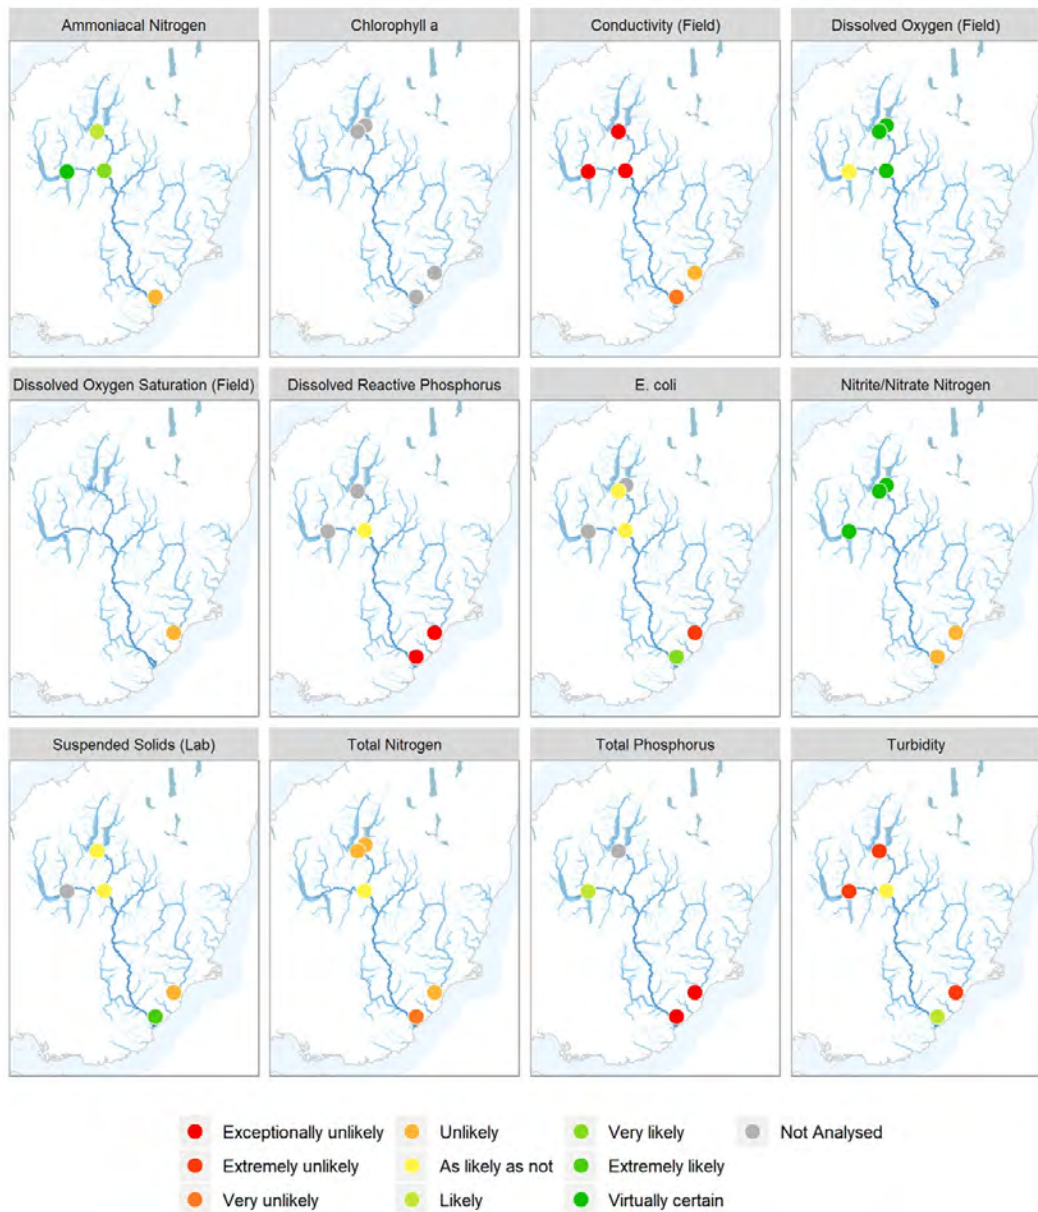 Ammoniacal Nitrogen
Chlorophyll a
Conductivity (Field)
Dissolved Oxygen (Field)
Dissolved Oxygen Saturation (Field)
Dissolved Reactive Phosphorus
E. coli
Nitrite/Nitrate Nitrogen
Suspended Solids (Lab)
Total Nitrogen
Total Phosphorus
Turbidity
Exceptionally unlikely
Unlikely
Very likely
Not Analysed
Extremely unlikely
As likely as not
Extremely likely
Very unlikely
Likely
Virtually certain